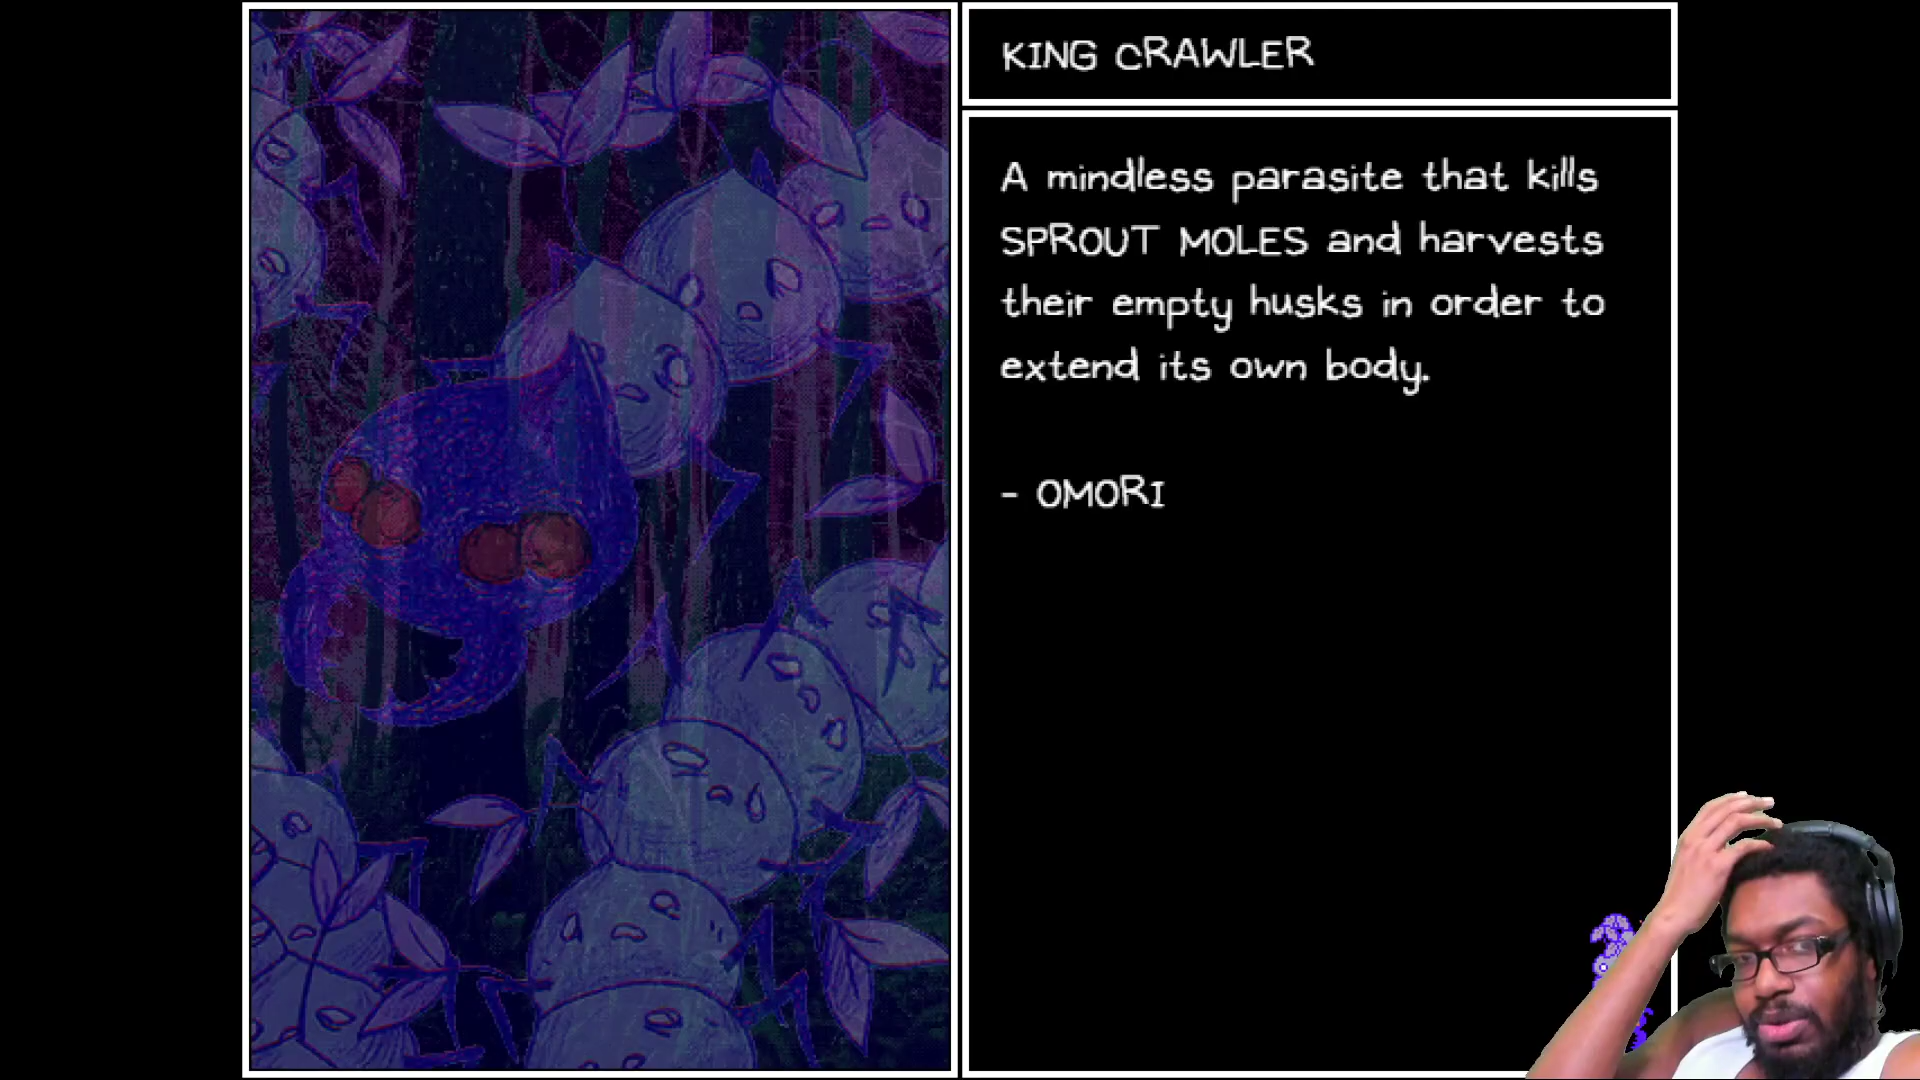 KING CRAWLER
A mindless parasite that kills
SPROUT MOLES and harvests
their empty husks in order to
extend its own body.
- OMORI